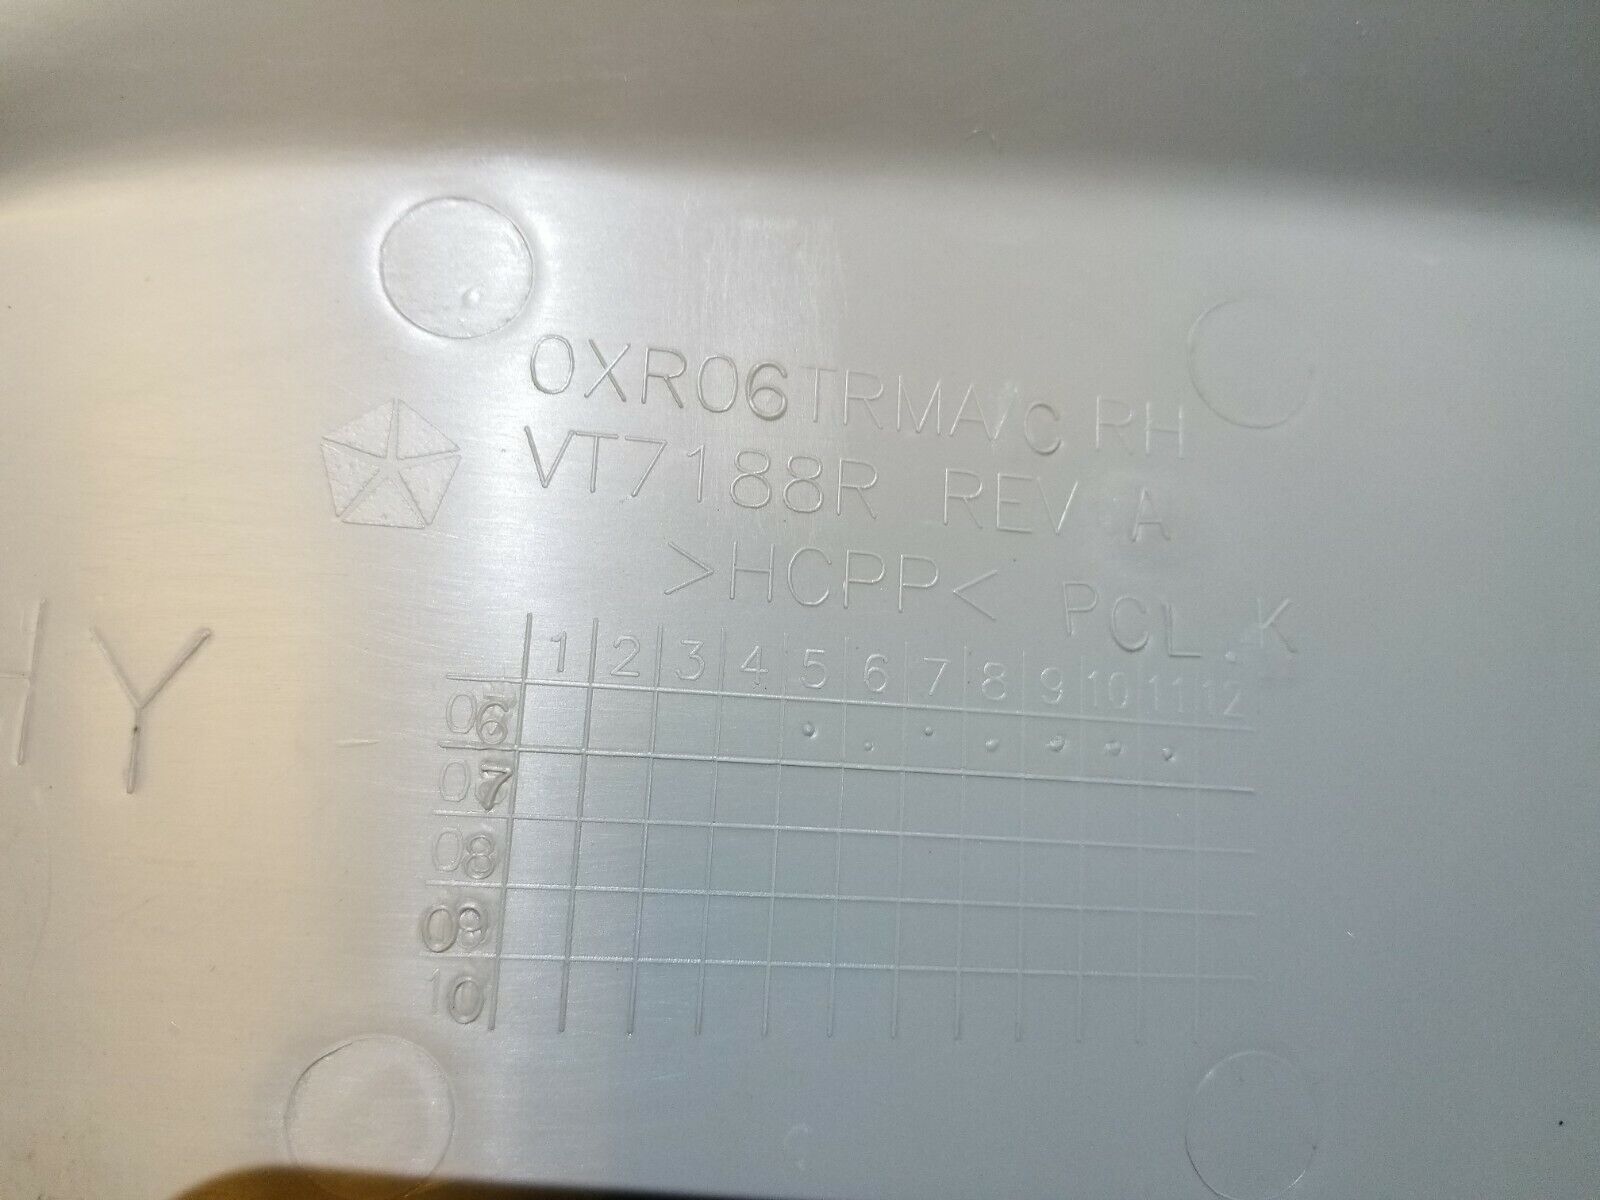 0XR06TRMA/C RH
VT7188R REV A
>HCPP< PCL.K
1 2 3 4 5 6 7 8 9 10 11 12
06
07
08
09
10
HY